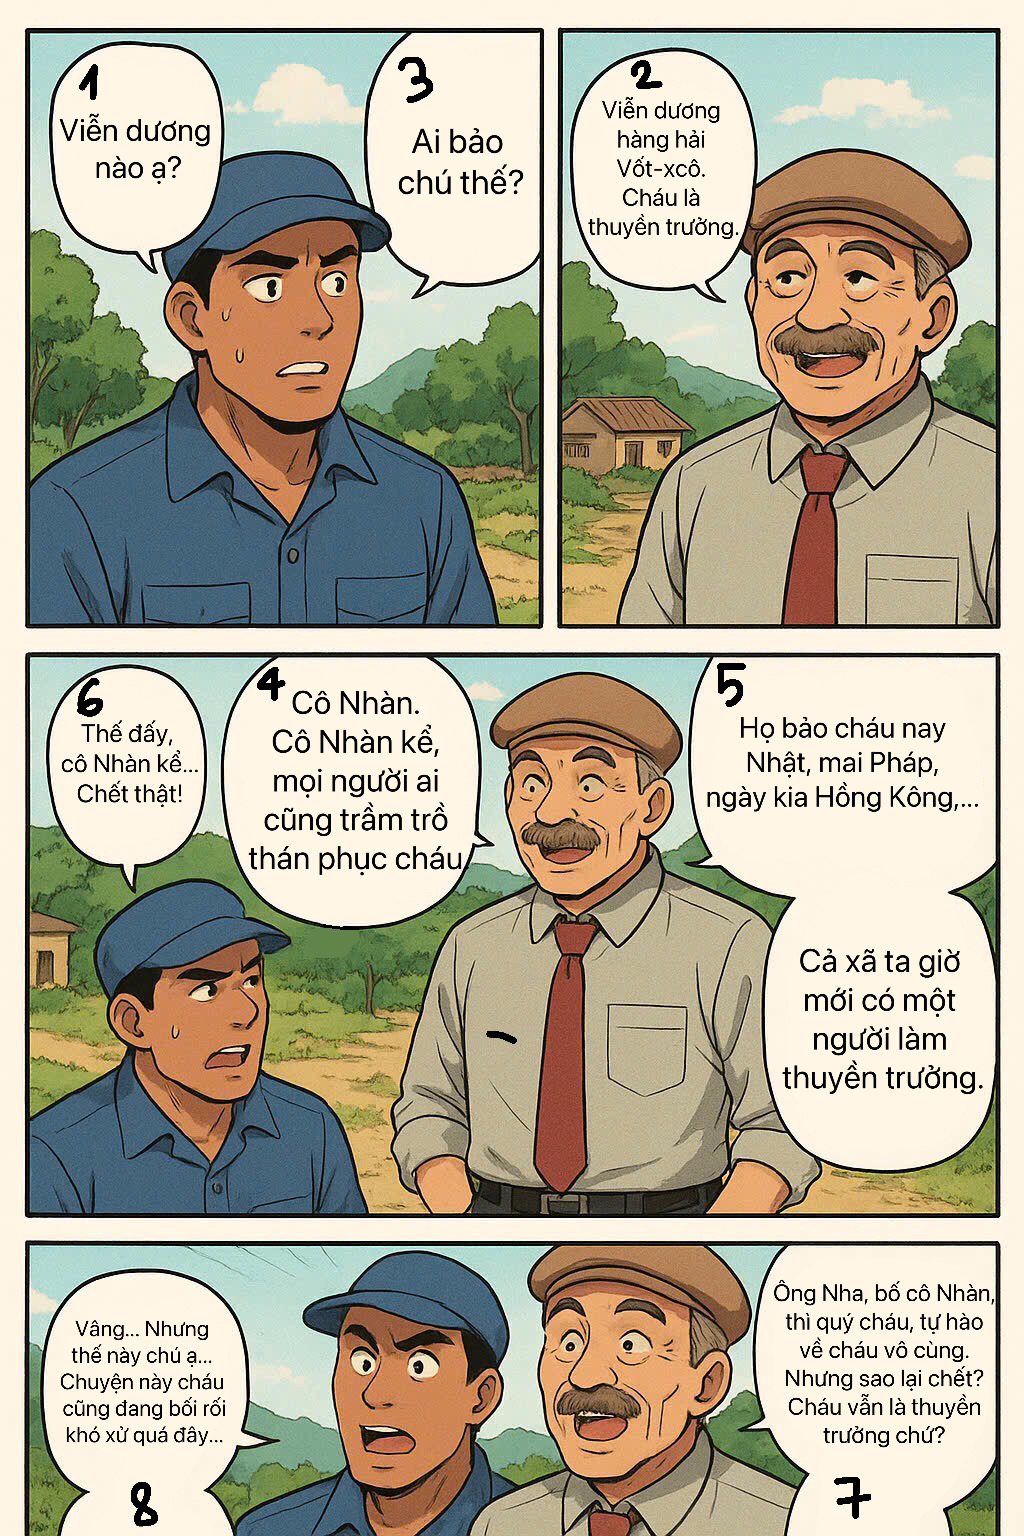 1
Viễn dương
nào ạ?
2
Viễn dương
hàng hải
Vốt-xcô.
Cháu là
thuyền trưởng.
3
Ai bảo
chú thế?
4
Cô Nhàn.
Cô Nhàn kể,
mọi người ai
cũng trầm trồ
thán phục cháu.
5
Họ bảo cháu nay
Nhật, mai Pháp,
ngày kia Hồng Kông,...
Cả xã ta giờ
mới có một
người làm
thuyền trưởng.
6
Thế đấy,
cô Nhàn kể...
Chết thật!
Ông Nha, bố cô Nhàn,
thì quý cháu, tự hào
về cháu vô cùng.
Nhưng sao lại chết?
Cháu vẫn là thuyền
trưởng chứ?
7
Vâng... Nhưng
thế này chú ạ...
Chuyện này cháu
cũng đang bối rối
khó xử quá đây...
8